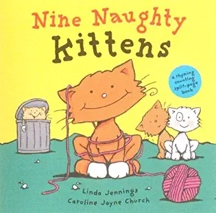 Nine Naughty
Kittens
a rhyming
counting
split-page
book
Linda Jennings
Caroline Jayne Church